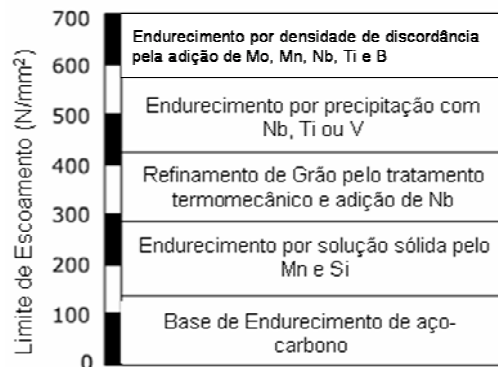 Limite de Escoamento (N/mm²)
700
600
500
400
300
200
100
0
Endurecimento por densidade de discordância
pela adição de Mo, Mn, Nb, Ti e B
Endurecimento por precipitação com
Nb, Ti ou V
Refinamento de Grão pelo tratamento
termomecânico e adição de Nb
Endurecimento por solução sólida pelo
Mn e Si
Base de Endurecimento de aço-
carbono